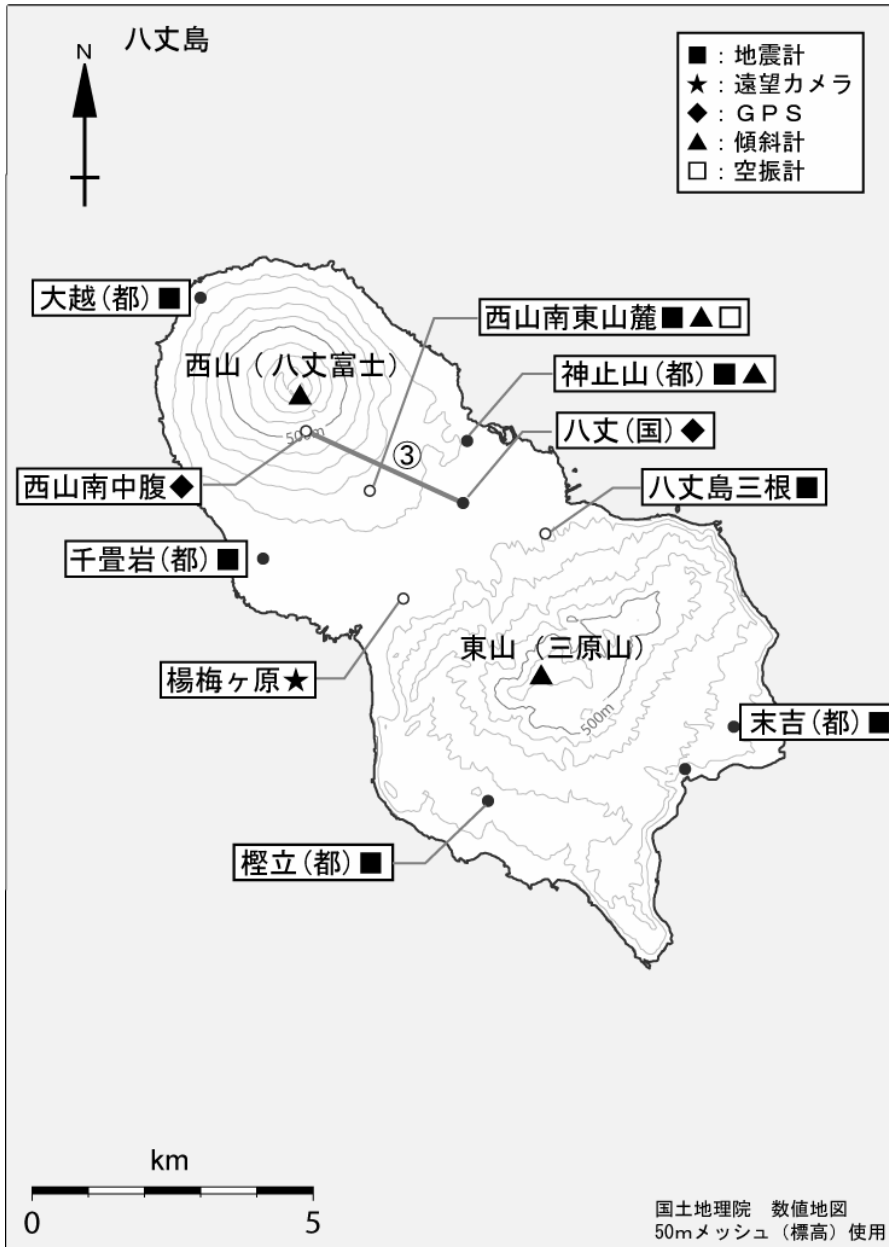 八丈島
N
■：地震計
★：遠望カメラ
◆：ＧＰＳ
▲：傾斜計
□：空振計
大越(都)■
西山南東山麓■▲□
西山（八丈富士）
神止山(都)■▲
八丈(国)◆
500m
③
西山南中腹◆
八丈島三根■
千畳岩(都)■
東山（三原山）
楊梅ヶ原★
500m
末吉(都)■
樫立(都)■
km
0 5
国土地理院　数値地図
50mメッシュ（標高）使用